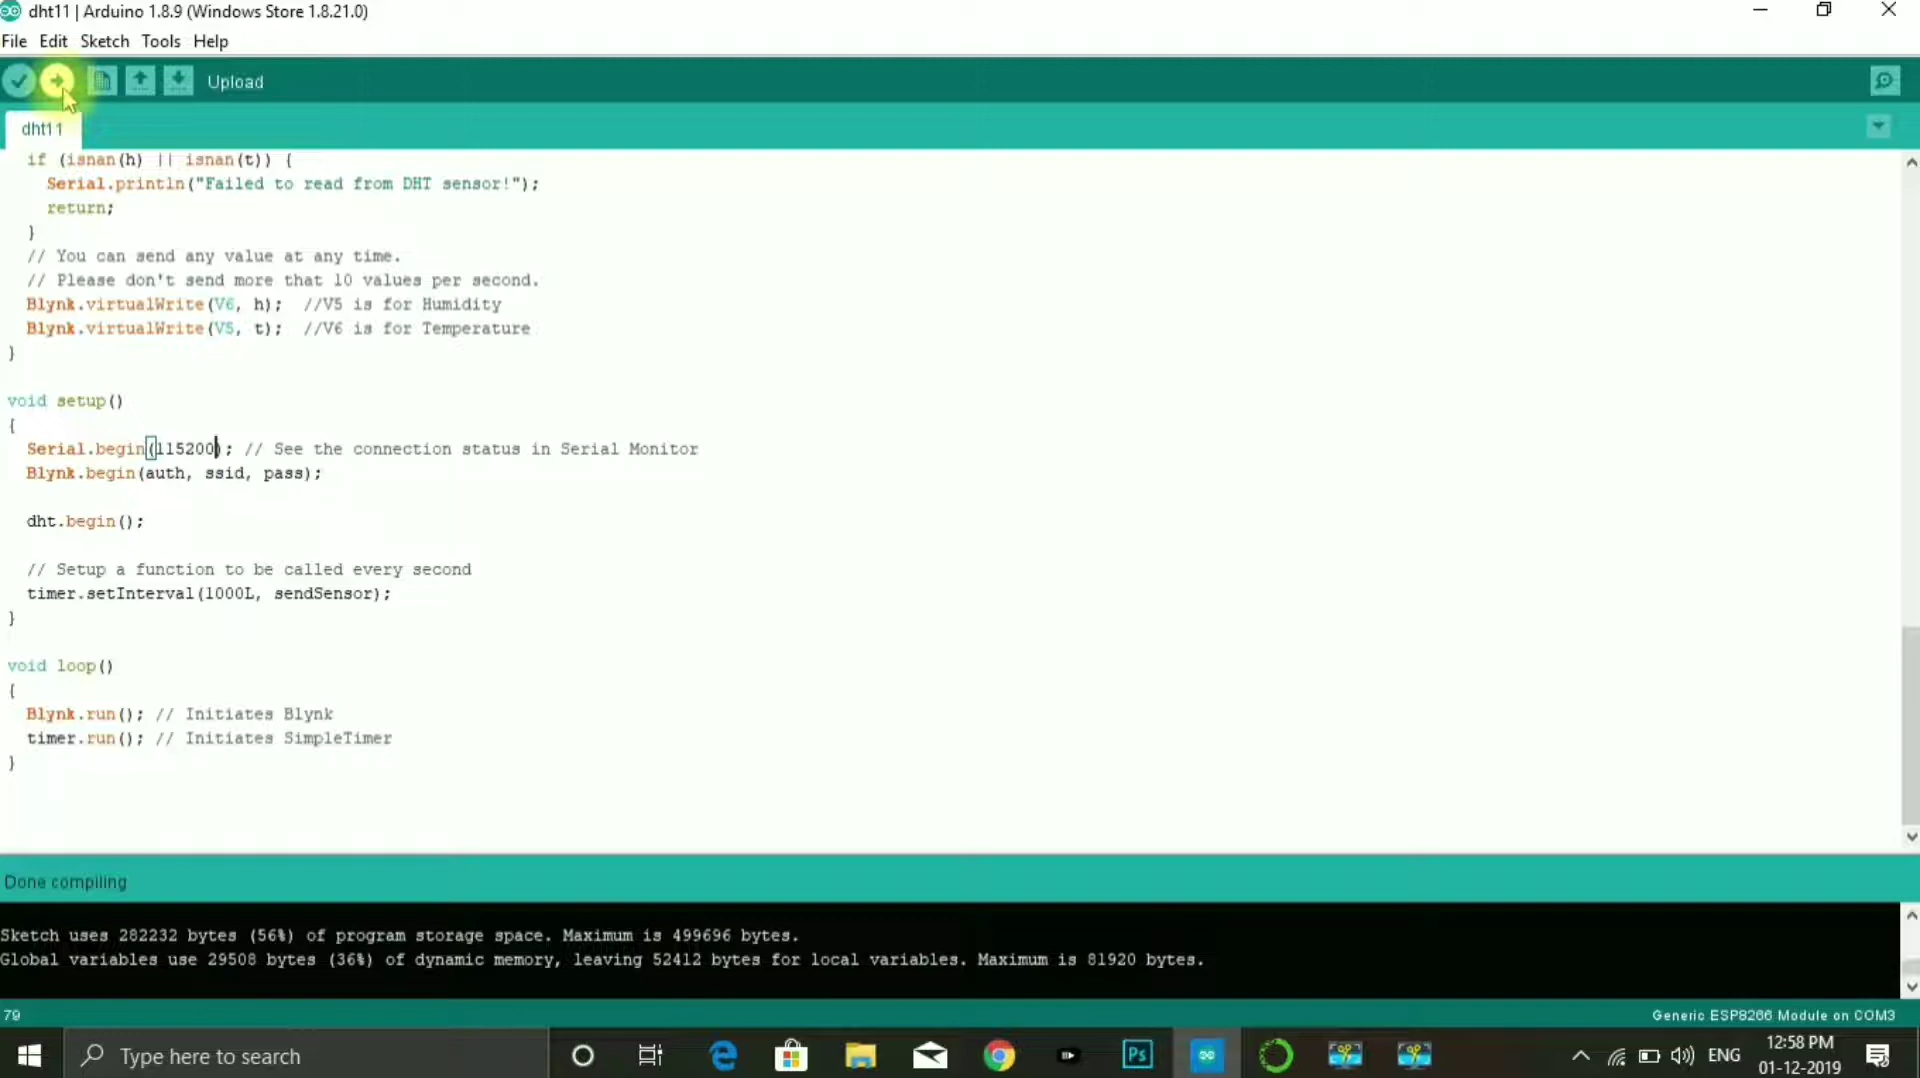 dht11 | Arduino 1.8.9 (Windows Store 1.8.21.0)
File Edit Sketch Tools Help
Upload
dht11
if (isnan(h) || isnan(t)) {
Serial.println("Failed to read from DHT sensor!");
return;
}
// You can send any value at any time.
// Please don't send more that 10 values per second.
Blynk.virtualWrite(V6, h); //V5 is for Humidity
Blynk.virtualWrite(V5, t); //V6 is for Temperature
}
void setup()
{
Serial.begin(115200); // See the connection status in Serial Monitor
Blynk.begin(auth, ssid, pass);
dht.begin();
// Setup a function to be called every second
timer.setInterval(1000L, sendSensor);
}
void loop()
{
Blynk.run(); // Initiates Blynk
timer.run(); // Initiates SimpleTimer
}
Done compiling
Sketch uses 282232 bytes (56%) of program storage space. Maximum is 499696 bytes.
Global variables use 29508 bytes (36%) of dynamic memory, leaving 52412 bytes for local variables. Maximum is 81920 bytes.
79 Generic ESP8266 Module on COM3
Type here to search
Ps
ENG
12:58 PM
01-12-2019